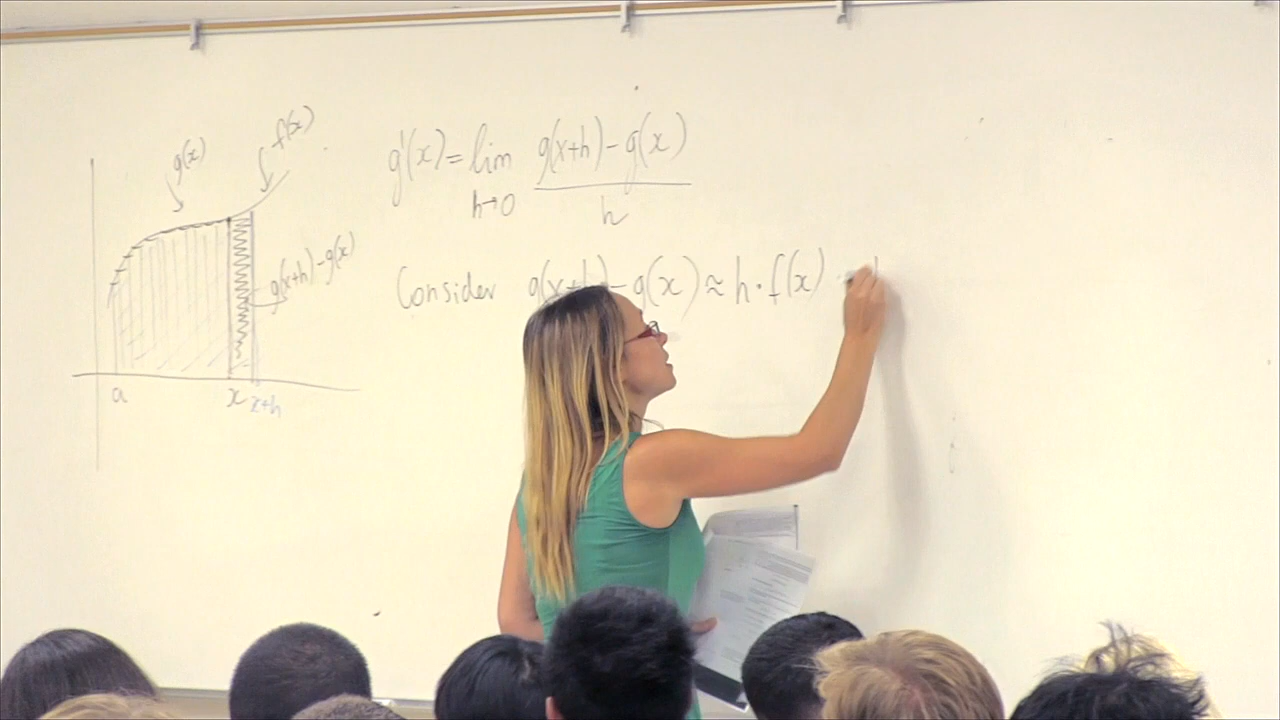 g(x)
f(x)
g(x+h)-g(x)
a
x
x+h
g'(x) = lim h→0 g(x+h)-g(x) / h
Consider g(x+h)-g(x) ≈ h·f(x)